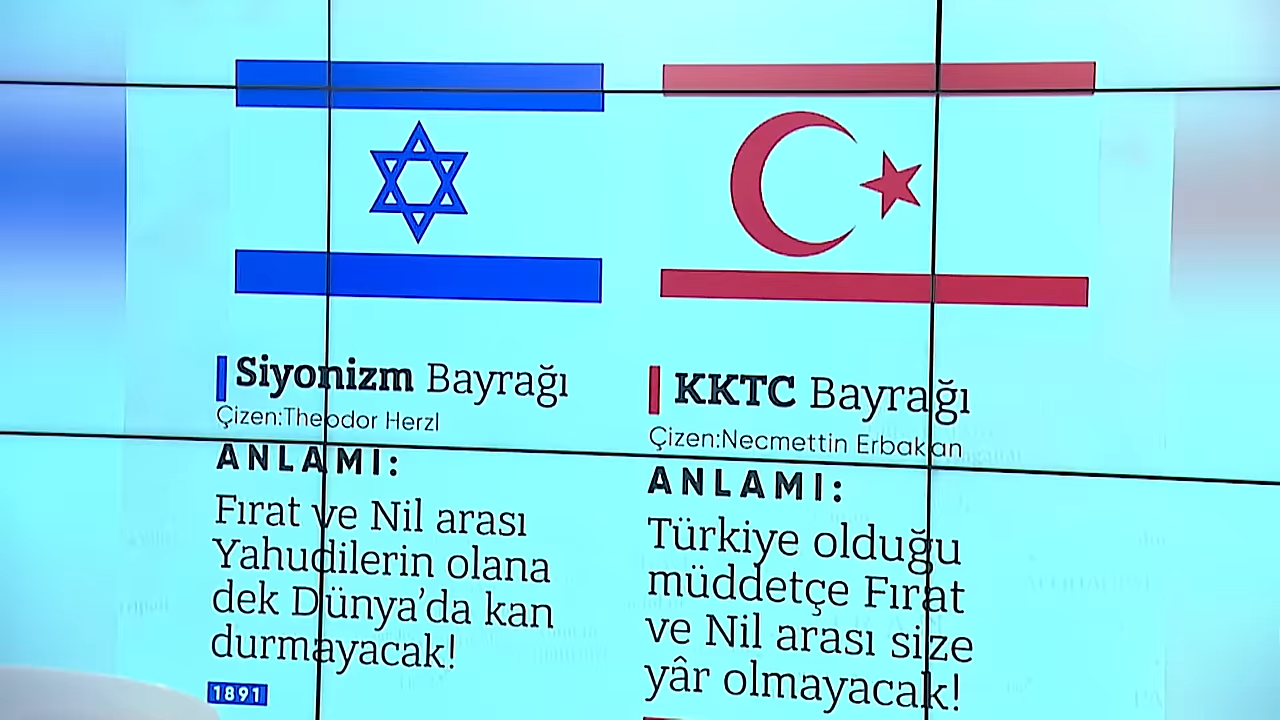 Siyonizm Bayrağı
Çizen:Theodor Herzl
ANLAMI:
Fırat ve Nil arası
Yahudilerin olana
dek Dünya'da kan
durmayacak!
1891
KKTC Bayrağı
Çizen:Necmettin Erbakan
ANLAMI:
Türkiye olduğu
müddetçe Fırat
ve Nil arası size
yâr olmayacak!